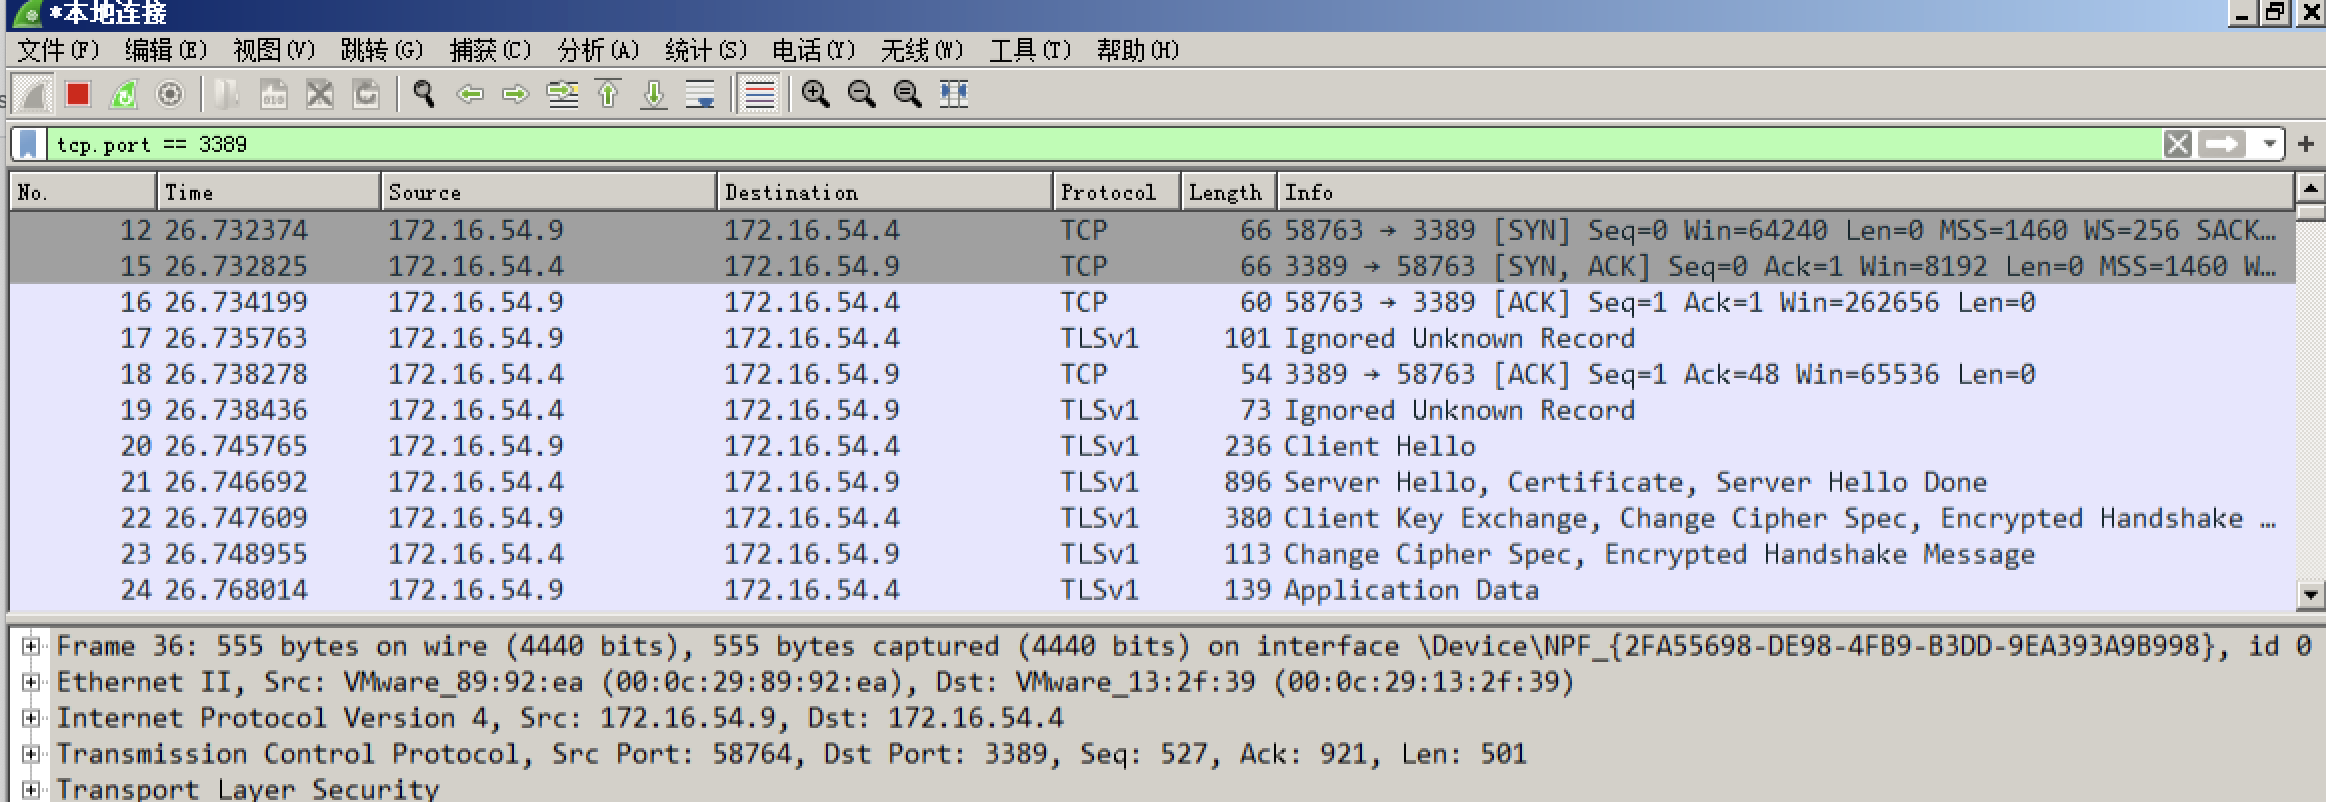 *本地连接
文件(F) 编辑(E) 视图(V) 跳转(G) 捕获(C) 分析(A) 统计(S) 电话(Y) 无线(W) 工具(T) 帮助(H)
tcp.port == 3389
No. Time Source Destination Protocol Length Info
12 26.732374 172.16.54.9 172.16.54.4 TCP 66 58763 → 3389 [SYN] Seq=0 Win=64240 Len=0 MSS=1460 WS=256 SACK…
15 26.732825 172.16.54.4 172.16.54.9 TCP 66 3389 → 58763 [SYN, ACK] Seq=0 Ack=1 Win=8192 Len=0 MSS=1460 W…
16 26.734199 172.16.54.9 172.16.54.4 TCP 60 58763 → 3389 [ACK] Seq=1 Ack=1 Win=262656 Len=0
17 26.735763 172.16.54.9 172.16.54.4 TLSv1 101 Ignored Unknown Record
18 26.738278 172.16.54.4 172.16.54.9 TCP 54 3389 → 58763 [ACK] Seq=1 Ack=48 Win=65536 Len=0
19 26.738436 172.16.54.4 172.16.54.9 TLSv1 73 Ignored Unknown Record
20 26.745765 172.16.54.9 172.16.54.4 TLSv1 236 Client Hello
21 26.746692 172.16.54.4 172.16.54.9 TLSv1 896 Server Hello, Certificate, Server Hello Done
22 26.747609 172.16.54.9 172.16.54.4 TLSv1 380 Client Key Exchange, Change Cipher Spec, Encrypted Handshake …
23 26.748955 172.16.54.4 172.16.54.9 TLSv1 113 Change Cipher Spec, Encrypted Handshake Message
24 26.768014 172.16.54.9 172.16.54.4 TLSv1 139 Application Data
Frame 36: 555 bytes on wire (4440 bits), 555 bytes captured (4440 bits) on interface \Device\NPF_{2FA55698-DE98-4FB9-B3DD-9EA393A9B998}, id 0
Ethernet II, Src: VMware_89:92:ea (00:0c:29:89:92:ea), Dst: VMware_13:2f:39 (00:0c:29:13:2f:39)
Internet Protocol Version 4, Src: 172.16.54.9, Dst: 172.16.54.4
Transmission Control Protocol, Src Port: 58764, Dst Port: 3389, Seq: 527, Ack: 921, Len: 501
Transport Layer Security